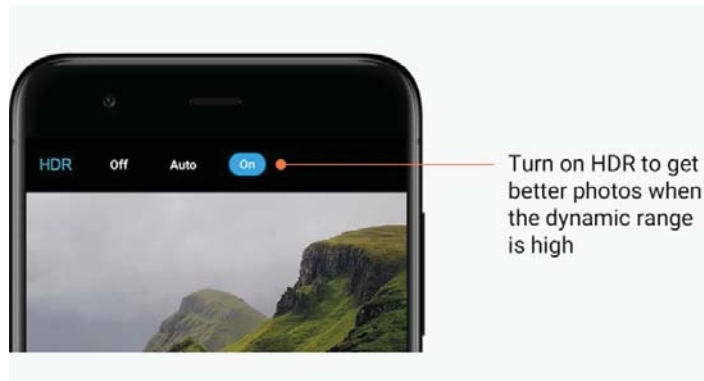 HDR Off Auto On
Turn on HDR to get
better photos when
the dynamic range
is high